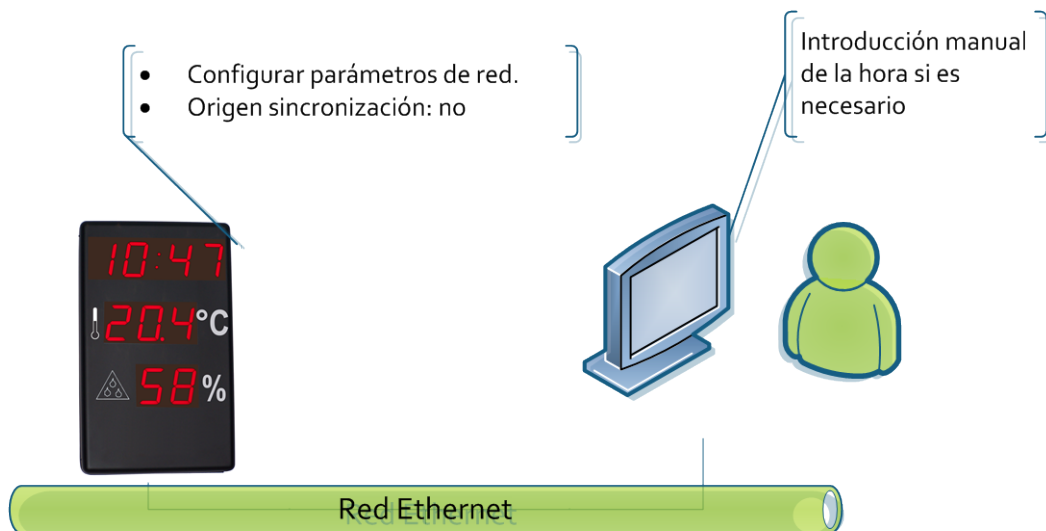 • Configurar parámetros de red.
• Origen sincronización: no
Introducción manual
de la hora si es
necesario
10:47
20.4°C
58%
Red Ethernet